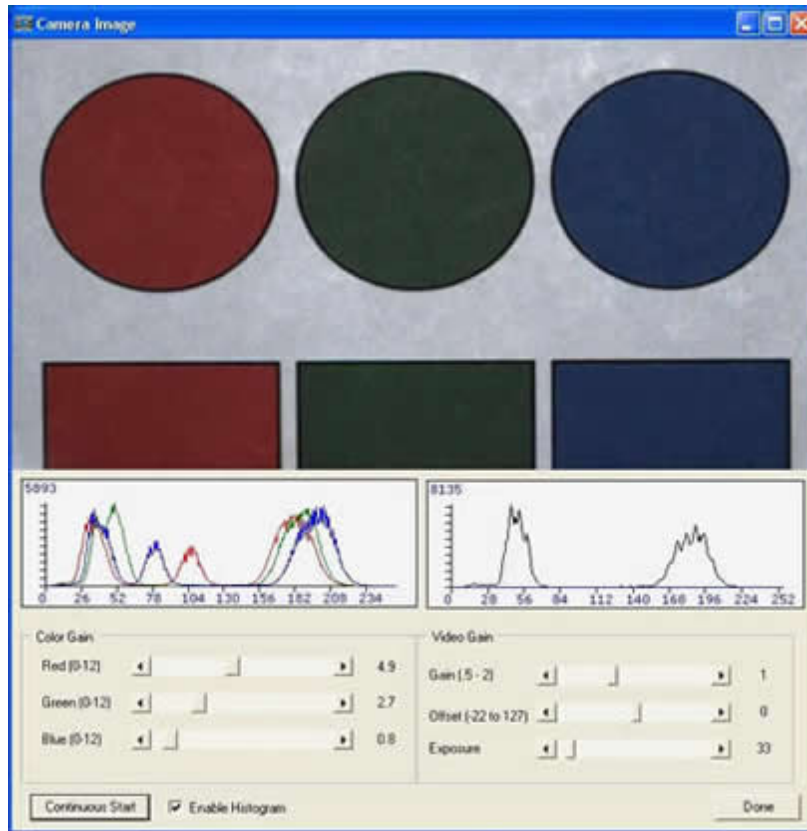 Camera Image
5893
0 26 52 78 104 130 156 182 208 234
8135
0 28 56 84 112 140 168 196 224 252
Color Gain
Red (0-12) 4.9
Green (0-12) 2.7
Blue (0-12) 0.8
Video Gain
Gain (.5 - 2) 1
Offset (-22 to 127) 0
Exposure 33
Continuous Start
Enable Histogram
Done